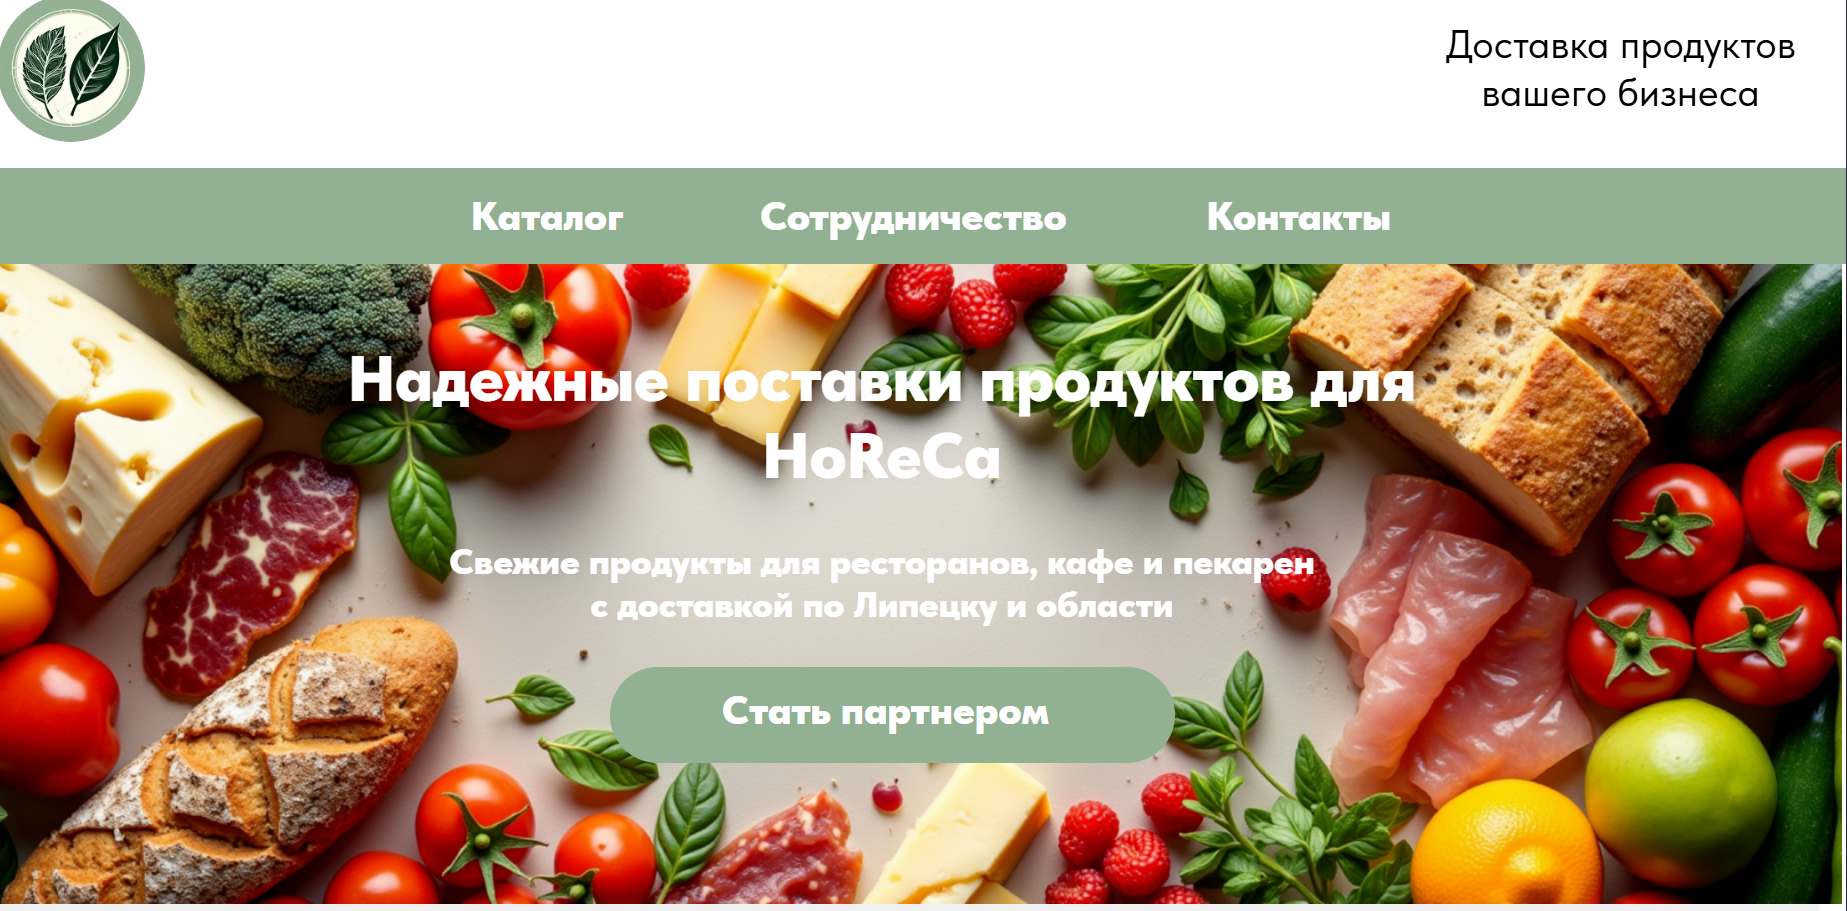 Доставка продуктов
вашего бизнеса
Каталог Сотрудничество Контакты
Надежные поставки продуктов для
HoReCa
Свежие продукты для ресторанов, кафе и пекарен
с доставкой по Липецку и области
Стать партнером